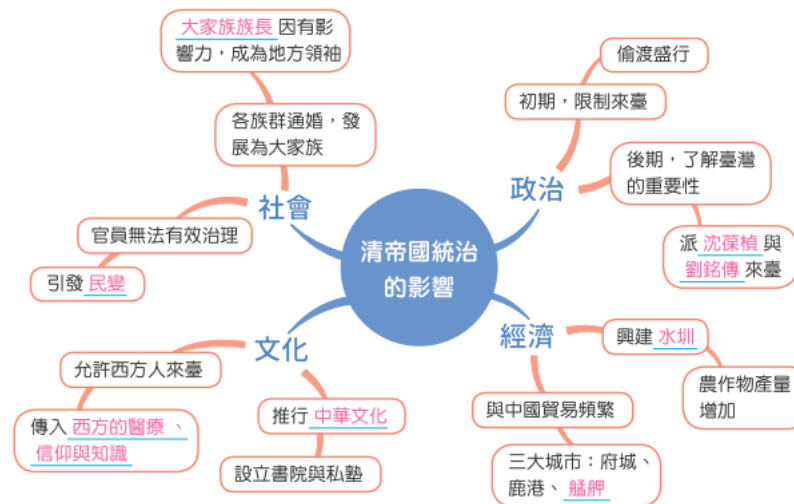 清帝國統治
的影響
社會
各族群通婚，發
展為大家族
大家族族長 因有影
響力，成為地方領袖
官員無法有效治理
引發 民變
政治
初期，限制來臺
偷渡盛行
後期，了解臺灣
的重要性
派 沈葆楨 與
劉銘傳 來臺
文化
允許西方人來臺
傳入 西方的醫療 、
信仰與知識
推行 中華文化
設立書院與私塾
經濟
興建 水圳
農作物產量
增加
與中國貿易頻繁
三大城市：府城、
鹿港、 艋舺